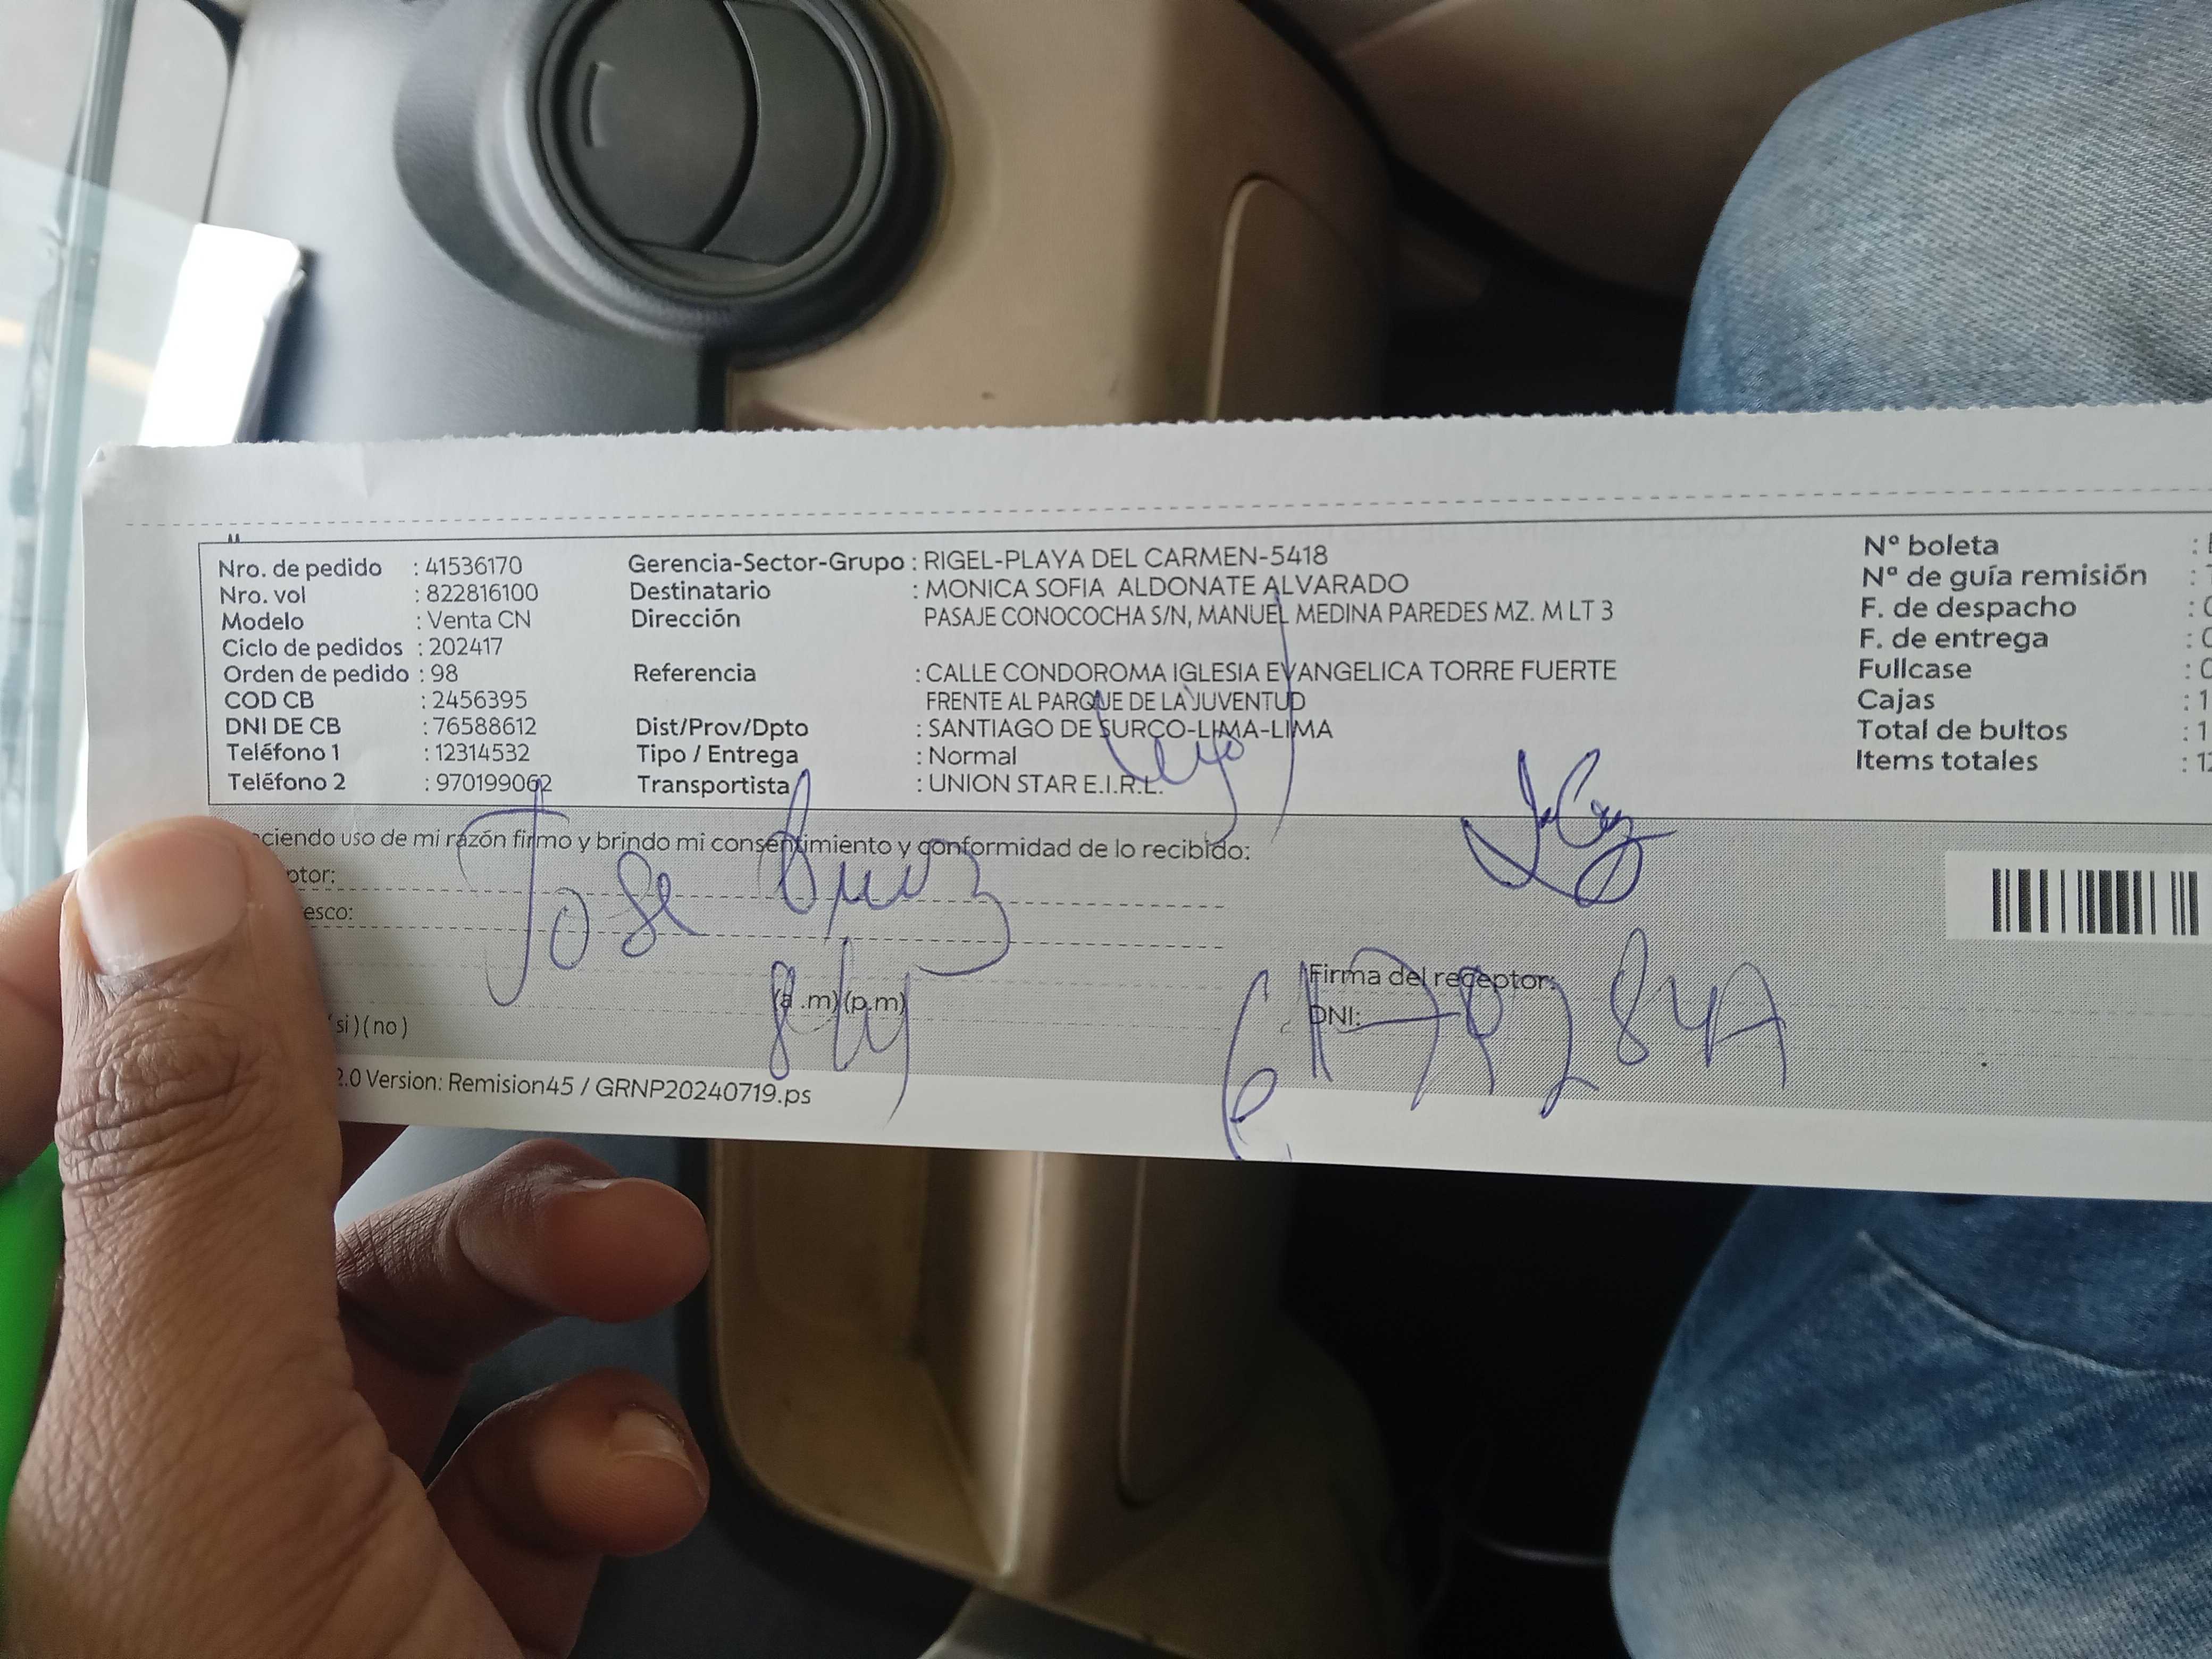 Nro. de pedido : 41536170
Nro. vol : 822816100
Modelo : Venta CN
Ciclo de pedidos : 202417
Orden de pedido : 98
COD CB : 2456395
DNI DE CB : 76588612
Teléfono 1 : 12314532
Teléfono 2 : 970199062
Gerencia-Sector-Grupo : RIGEL-PLAYA DEL CARMEN-5418
Destinatario : MONICA SOFIA ALDONATE ALVARADO
Dirección PASAJE CONOCOCHA S/N, MANUEL MEDINA PAREDES MZ. M LT 3
Referencia : CALLE CONDOROMA IGLESIA EVANGELICA TORRE FUERTE
FRENTE AL PARQUE DE LA JUVENTUD
Dist/Prov/Dpto : SANTIAGO DE SURCO-LIMA-LIMA
Tipo / Entrega : Normal
Transportista : UNION STAR E.I.R.L.
Nº boleta :
Nº de guía remisión :
F. de despacho :
F. de entrega :
Fullcase :
Cajas : 1
Total de bultos : 1
Items totales :
ciendo uso de mi razón firmo y brindo mi consentimiento y conformidad de lo recibido:
ptor:
esco:
Jose
(a .m)(p.m)
(si)(no)
Firma del receptor:
DNI:
2.0 Version: Remision45 / GRNP20240719.ps